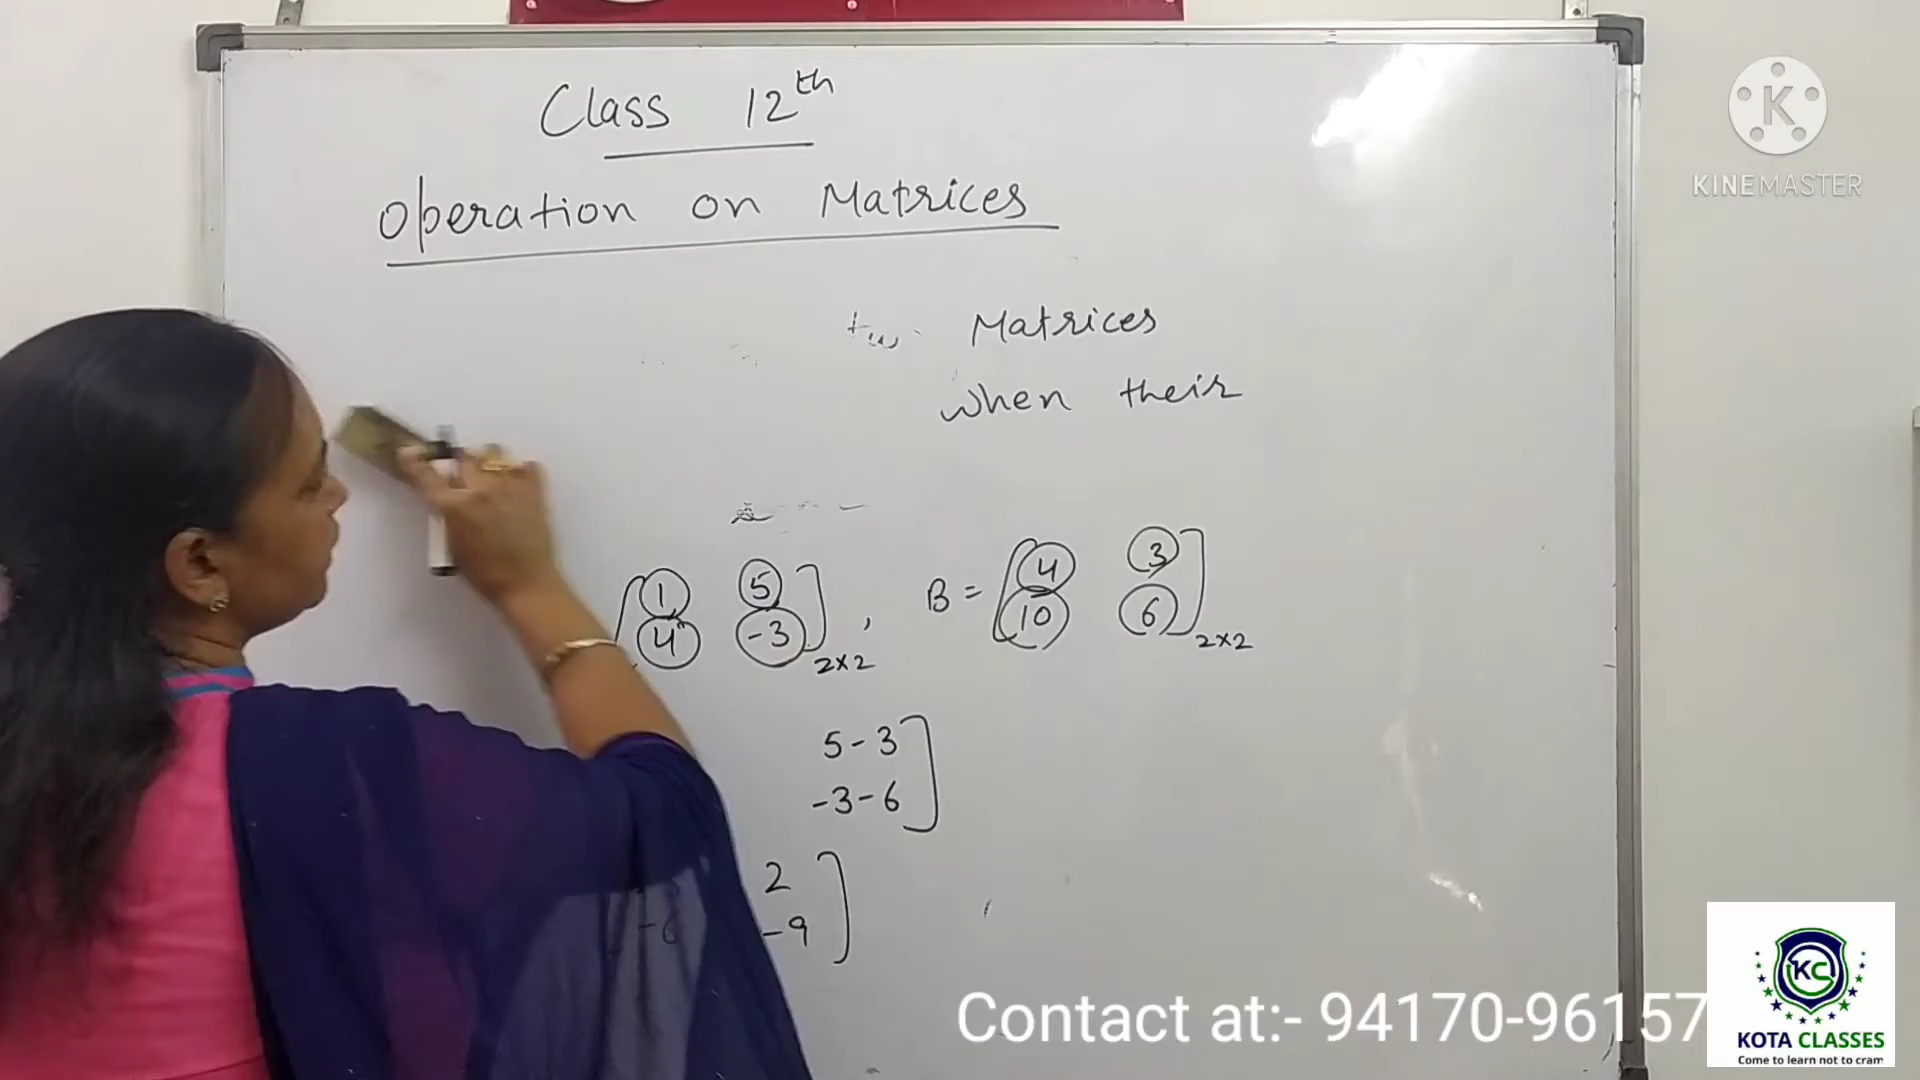 Class 12th
Operation on Matrices
Matrices
when their
1 5
4 -3
2×2 ,
B = 4 3
10 6
2×2
5-3
-3-6
2
-9
KINEMASTER
Contact at:- 94170-96157
KC
KOTA CLASSES
Come to learn not to cram